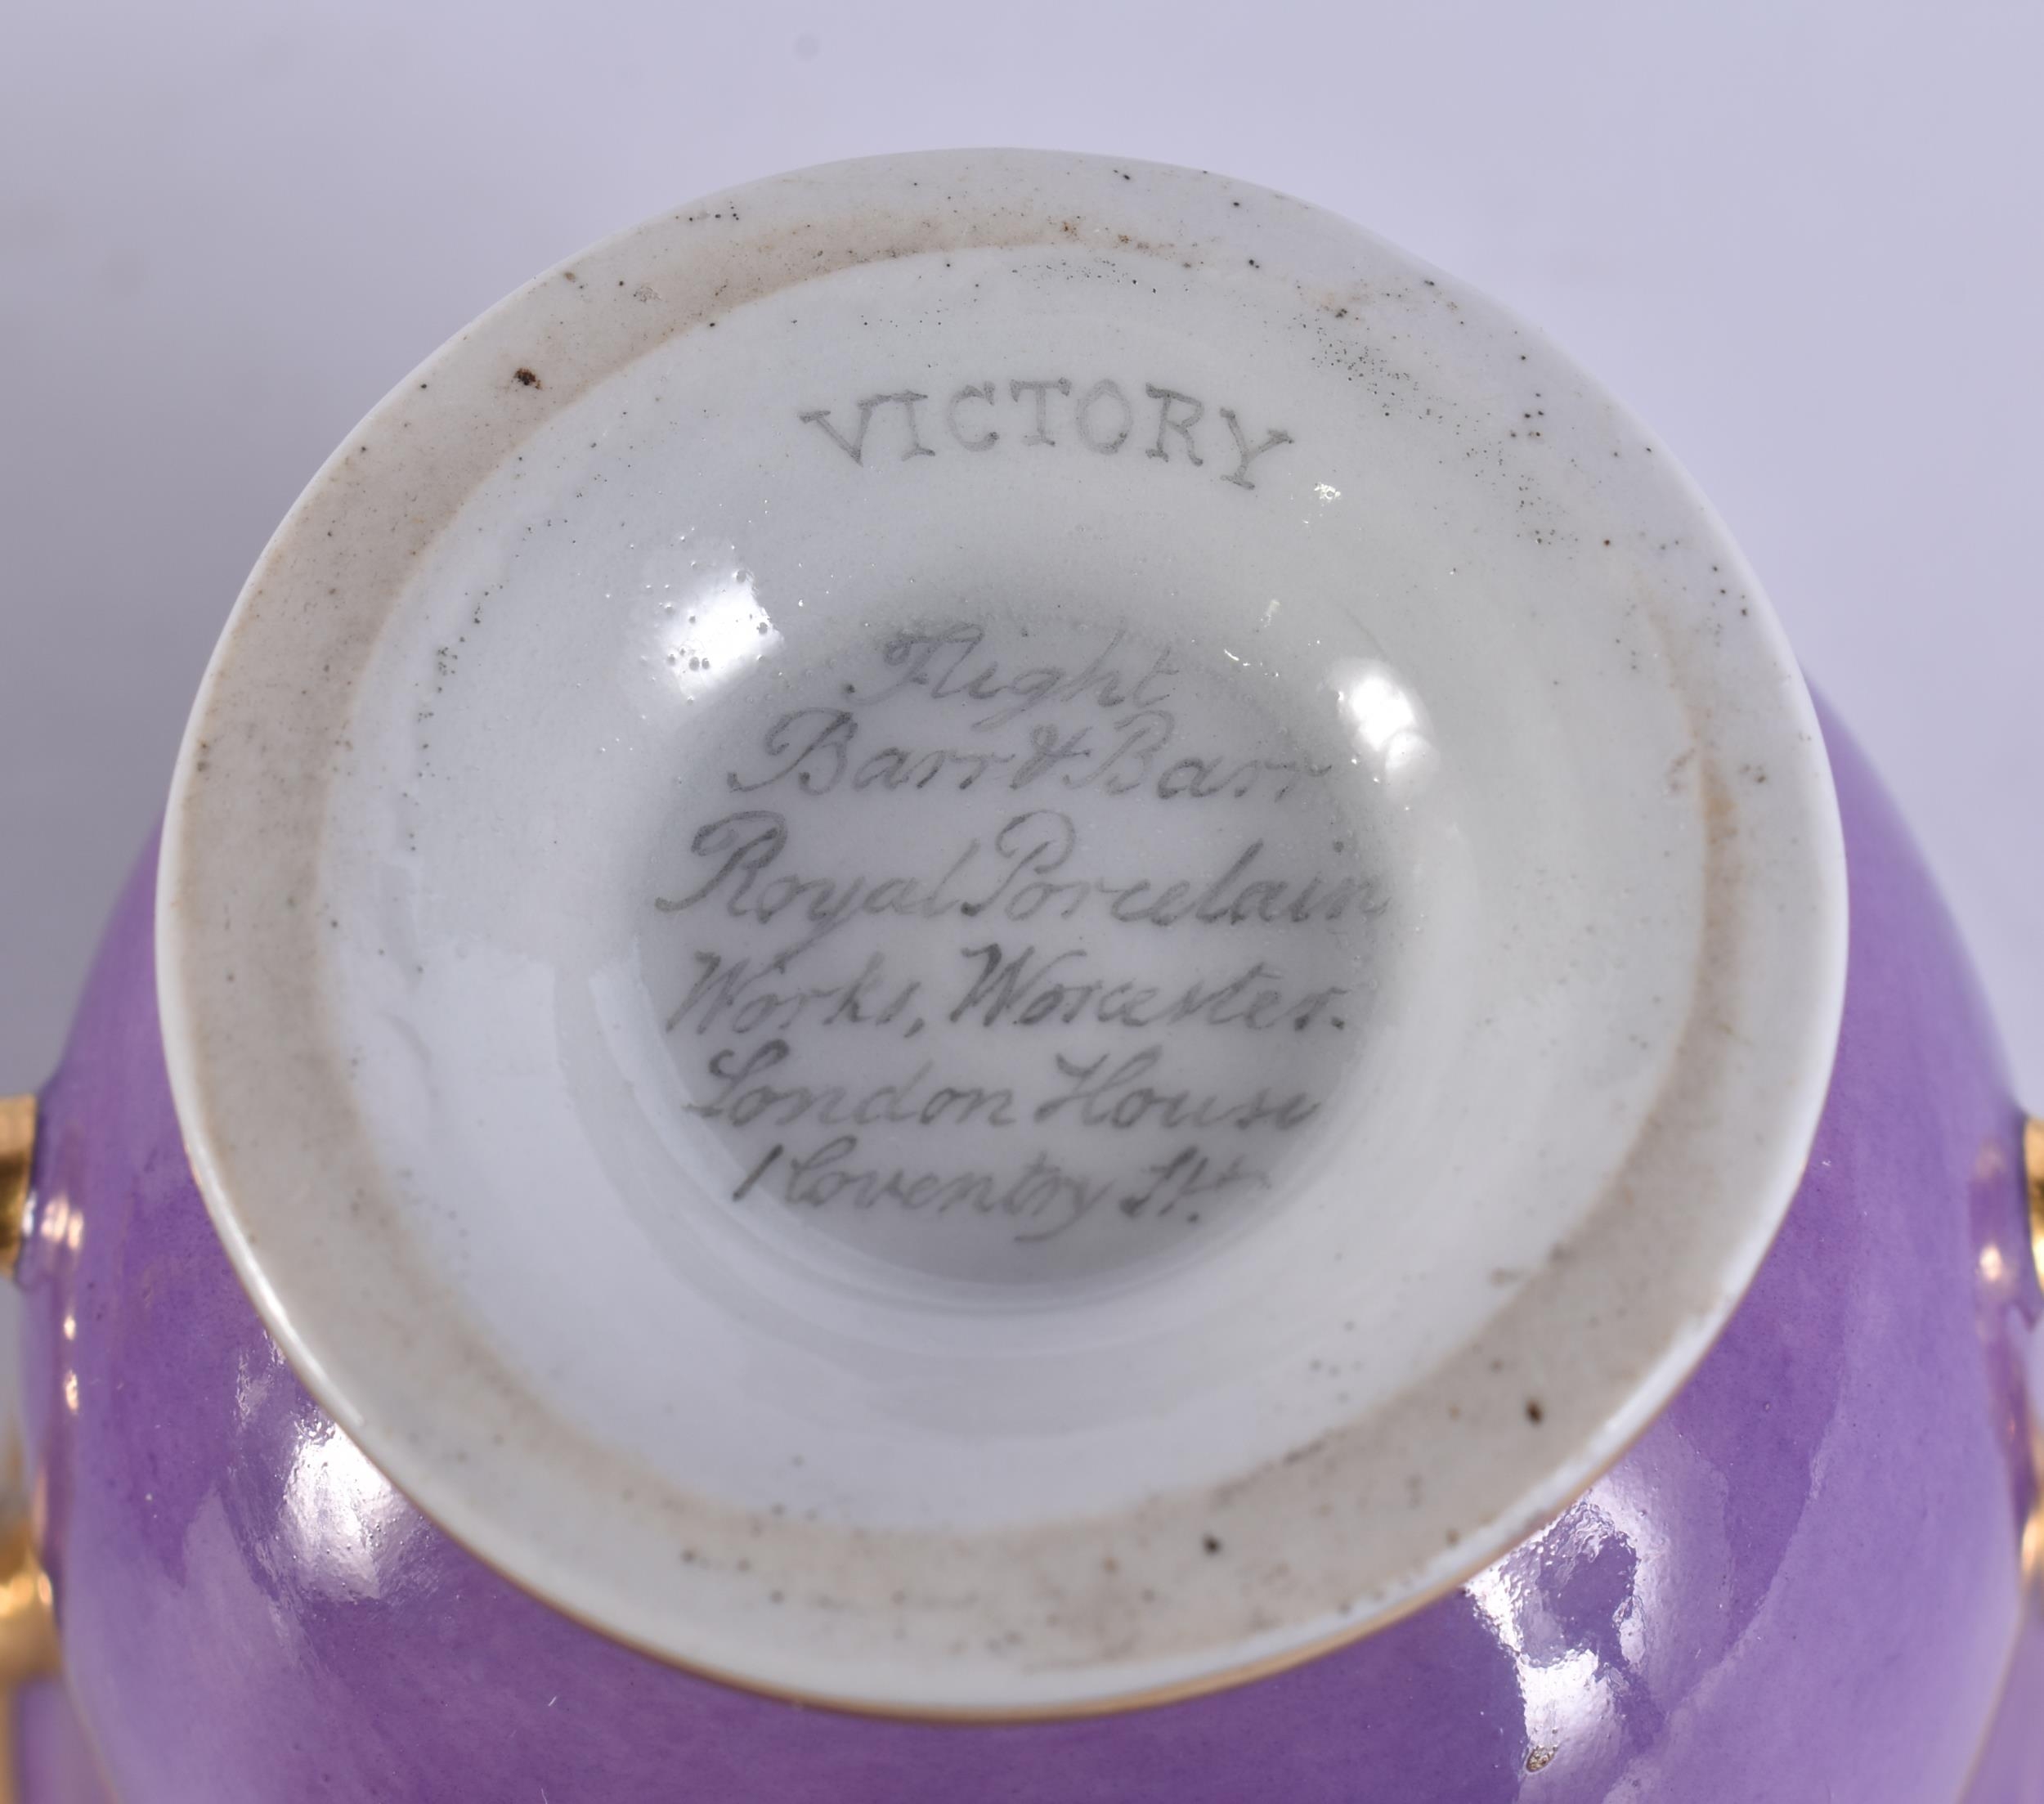 VICTORY
Flight
Barr & Barr
Royal Porcelain
Works, Worcester.
London House
1 Coventry St.